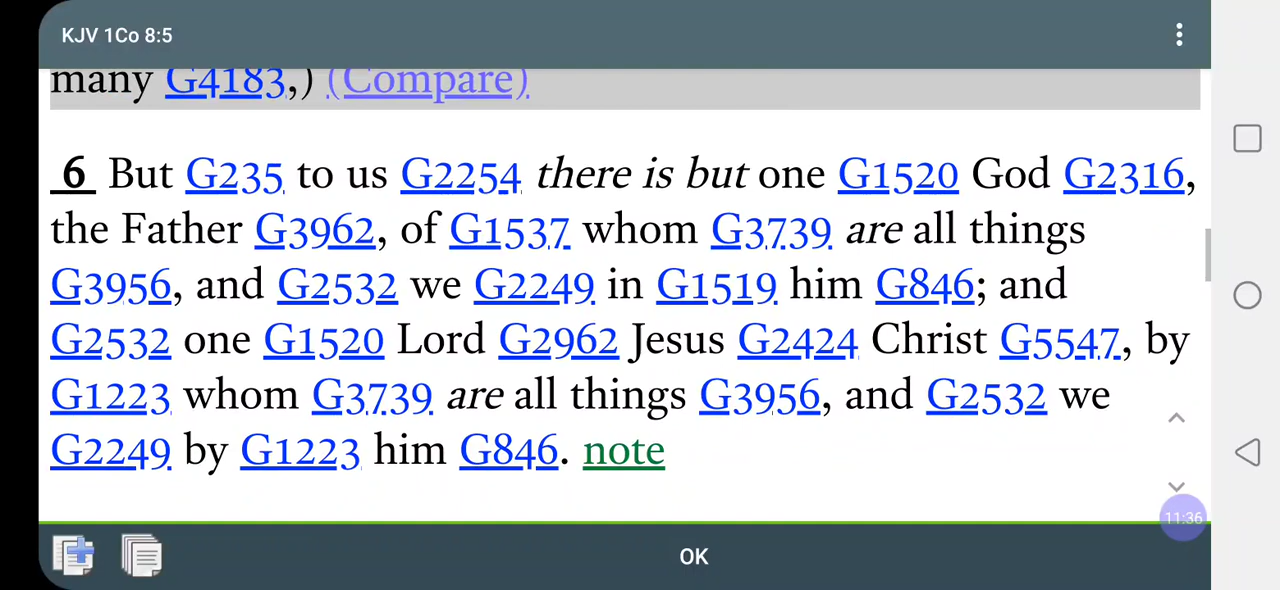 KJV 1Co 8:5
many G4183,) (Compare)
6 But G235 to us G2254 there is but one G1520 God G2316,
the Father G3962, of G1537 whom G3739 are all things
G3956, and G2532 we G2249 in G1519 him G846; and
G2532 one G1520 Lord G2962 Jesus G2424 Christ G5547, by
G1223 whom G3739 are all things G3956, and G2532 we
G2249 by G1223 him G846. note
11:36
OK